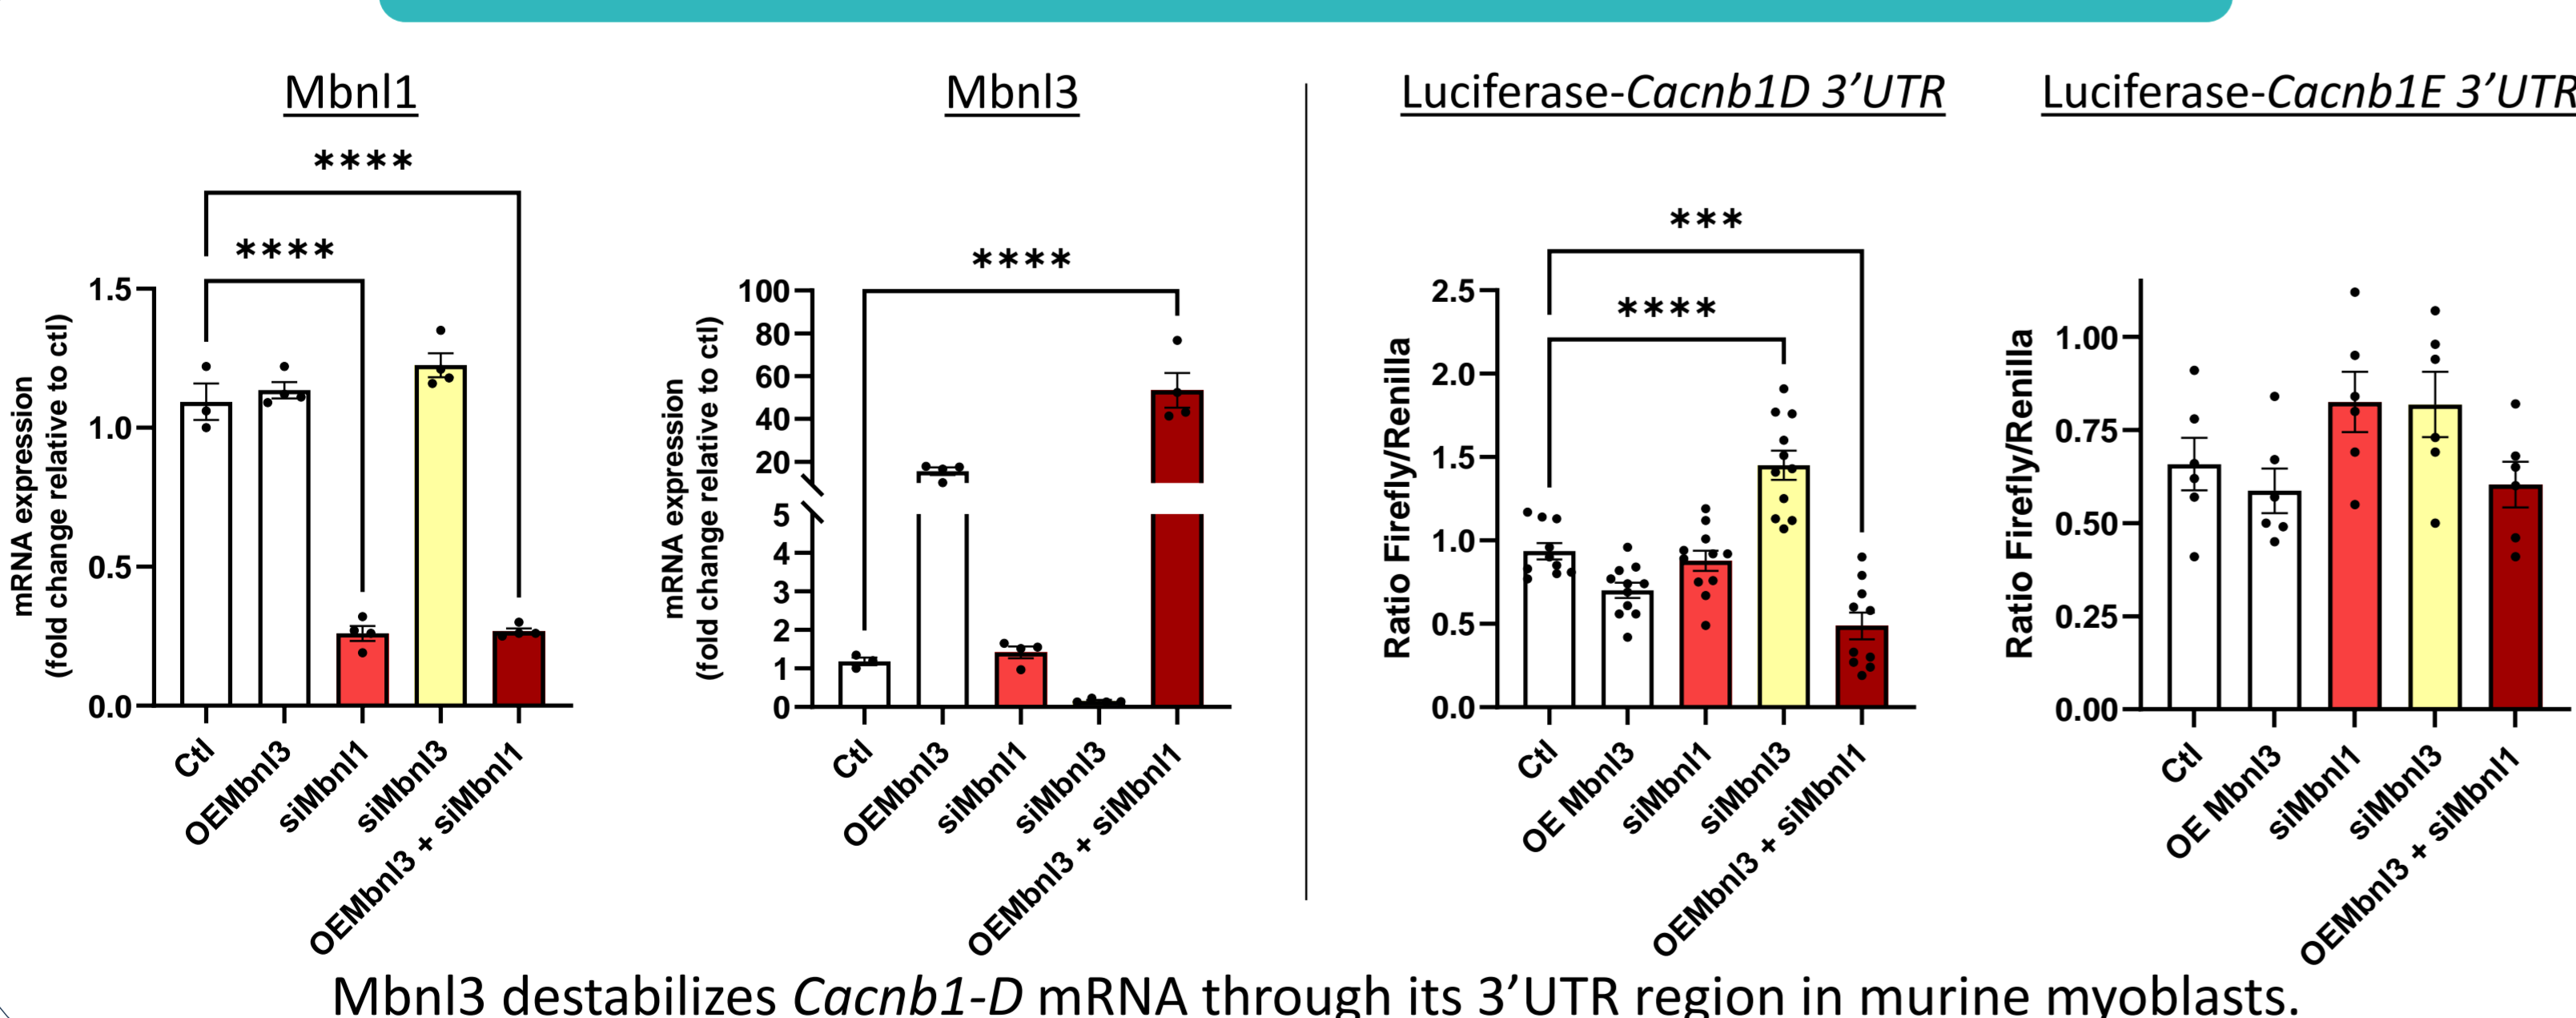 Mbnl1
Mbnl3
Luciferase-Cacnb1D 3’UTR
Luciferase-Cacnb1E 3’UTR
****
****
1.5
1.0
0.5
0.0
mRNA expression
(fold change relative to ctl)
Ctl
OEMbnl3
siMbnl1
siMbnl3
OEMbnl3 + siMbnl1
****
100
80
60
40
20
5
4
3
2
1
0
mRNA expression
(fold change relative to ctl)
Ctl
OEMbnl3
siMbnl1
siMbnl3
OEMbnl3 + siMbnl1
***
****
2.5
2.0
1.5
1.0
0.5
0.0
Ratio Firefly/Renilla
Ctl
OE Mbnl3
siMbnl1
siMbnl3
OEMbnl3 + siMbnl1
1.00
0.75
0.50
0.25
0.00
Ratio Firefly/Renilla
Ctl
OE Mbnl3
siMbnl1
siMbnl3
OEMbnl3 + siMbnl1
Mbnl3 destabilizes Cacnb1-D mRNA through its 3’UTR region in murine myoblasts.